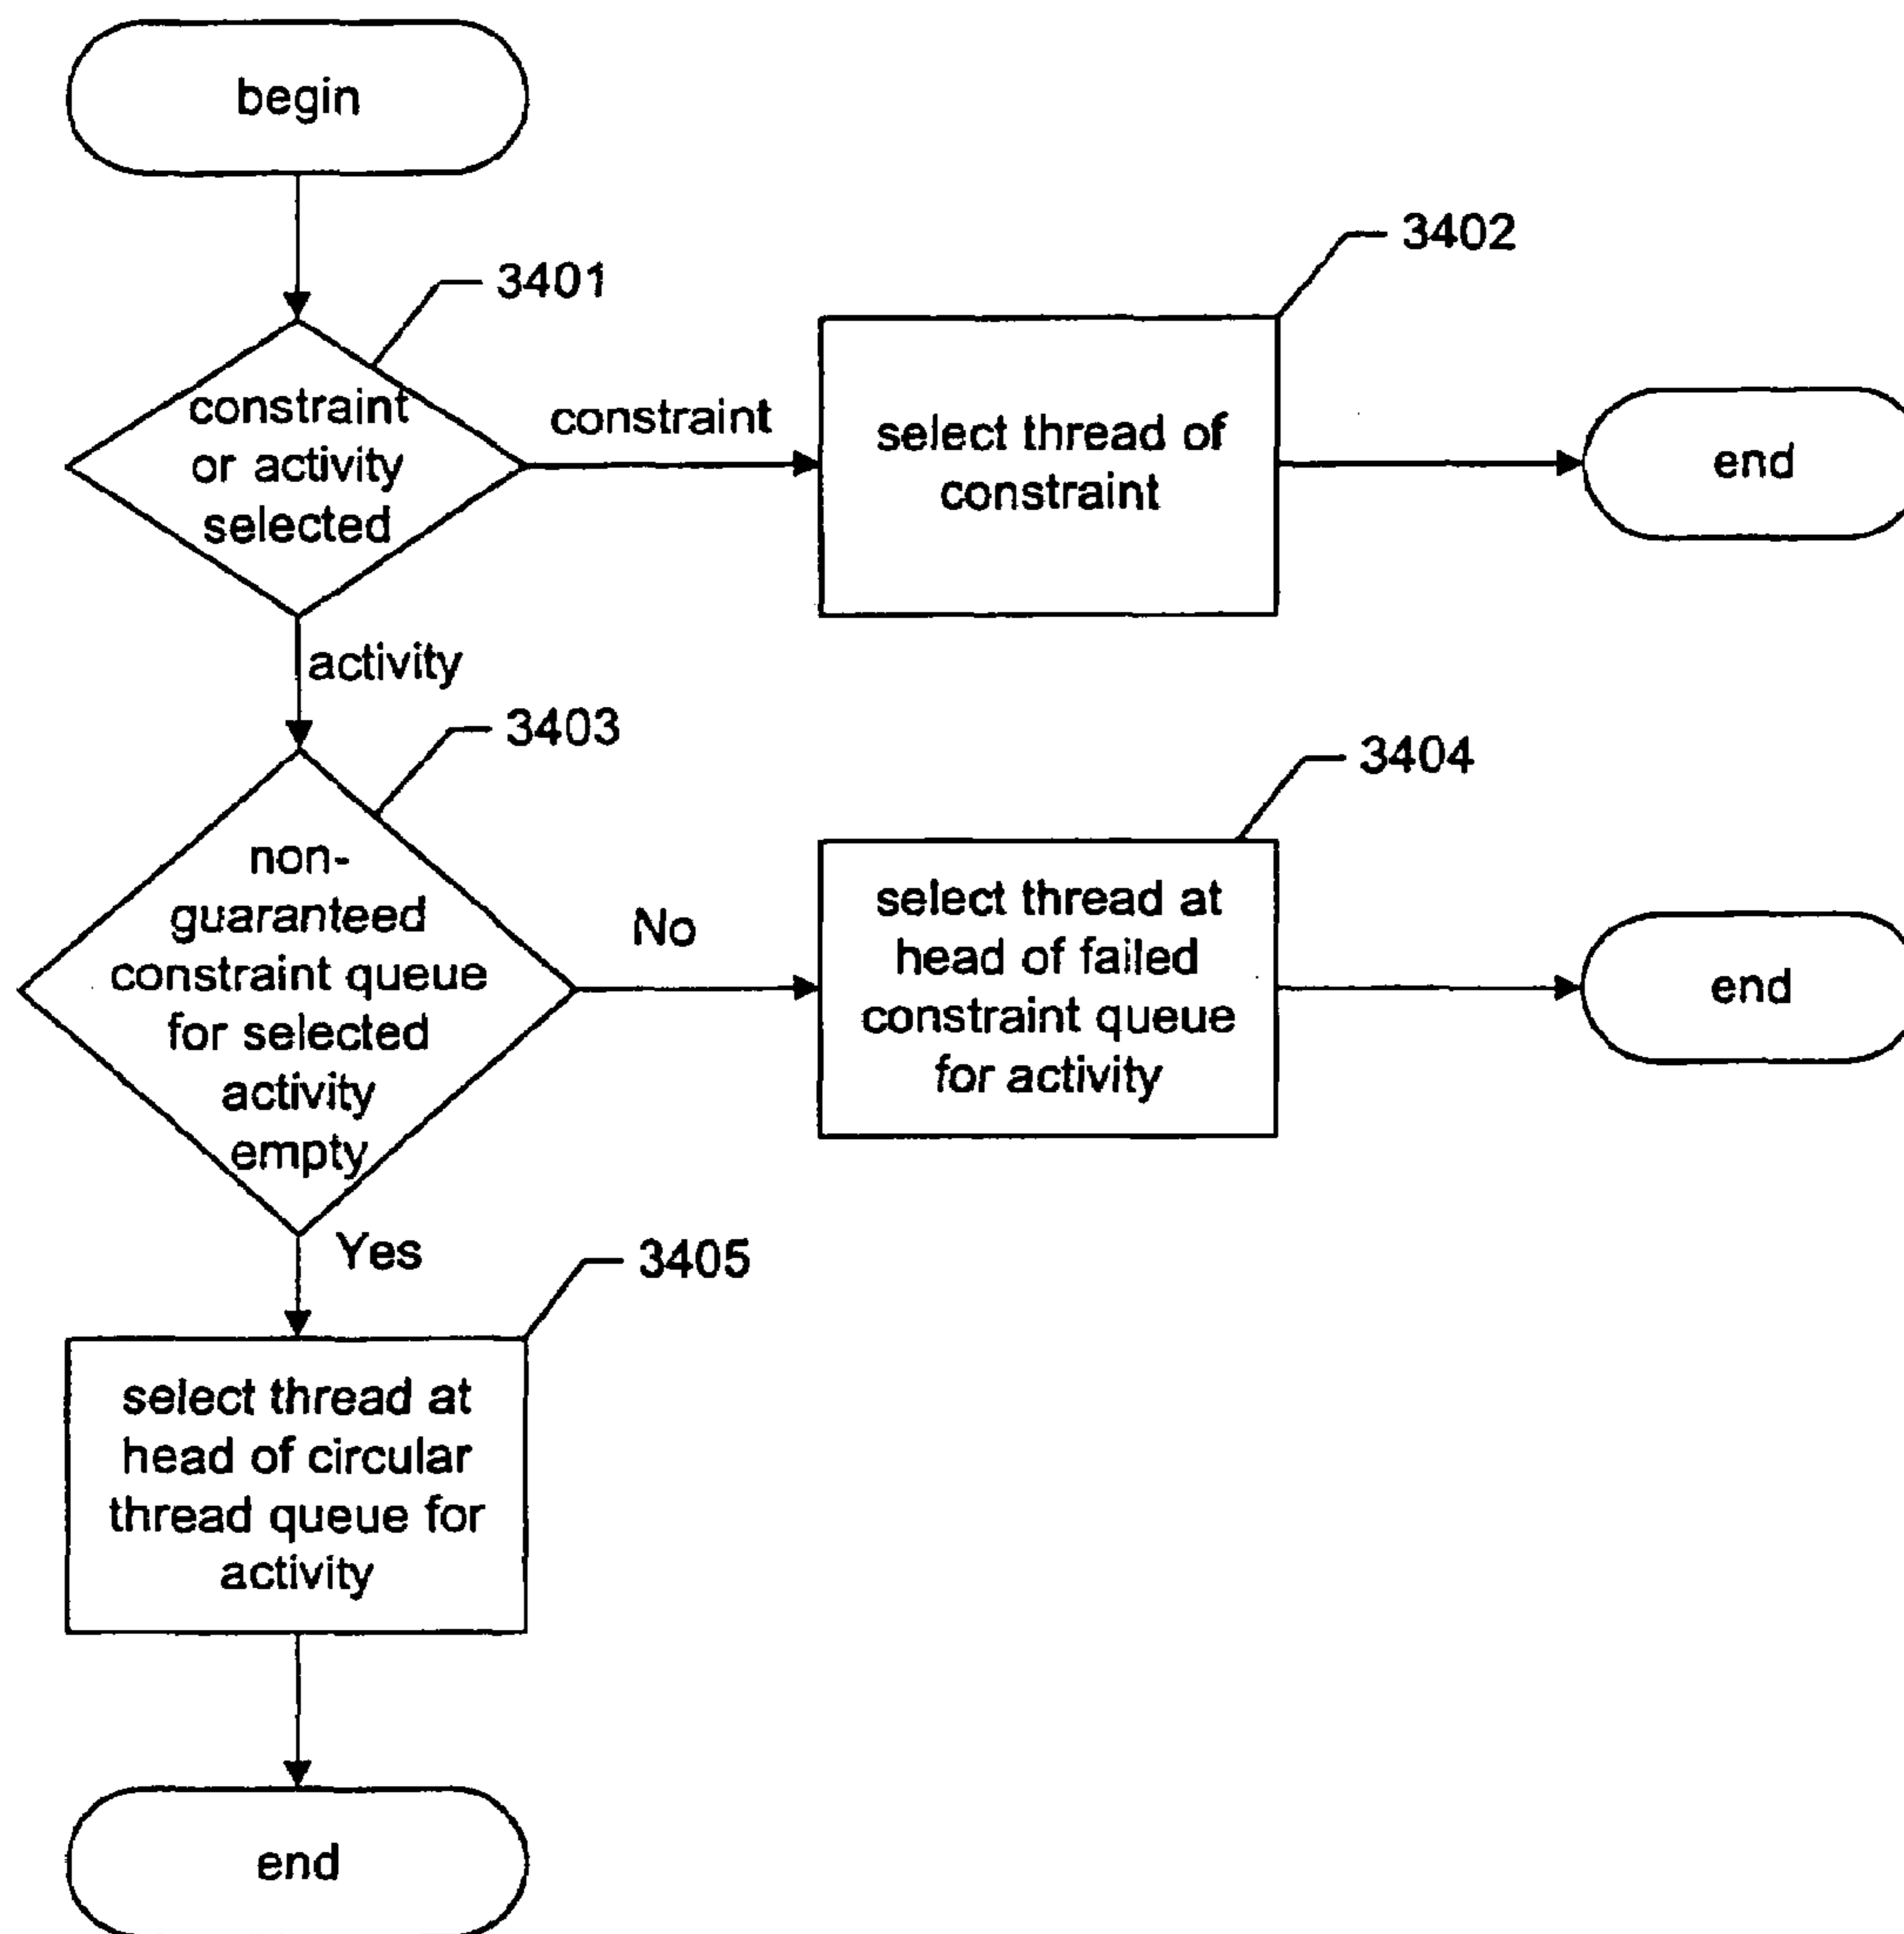 begin
3401
constraint
or activity
selected
constraint
3402
select thread of
constraint
end
activity
3403
non-
guaranteed
constraint queue
for selected
activity
empty
No
3404
select thread at
head of failed
constraint queue
for activity
end
Yes
3405
select thread at
head of circular
thread queue for
activity
end